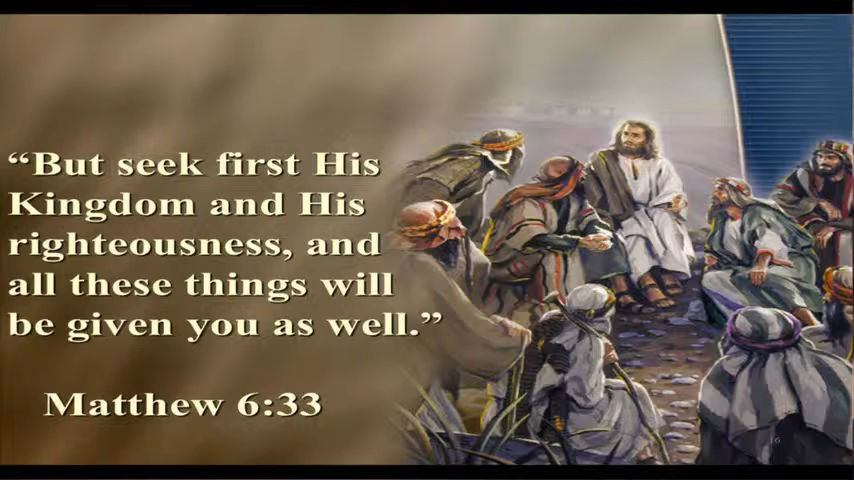 “But seek first His
Kingdom and His
righteousness, and
all these things will
be given you as well.”
Matthew 6:33
16